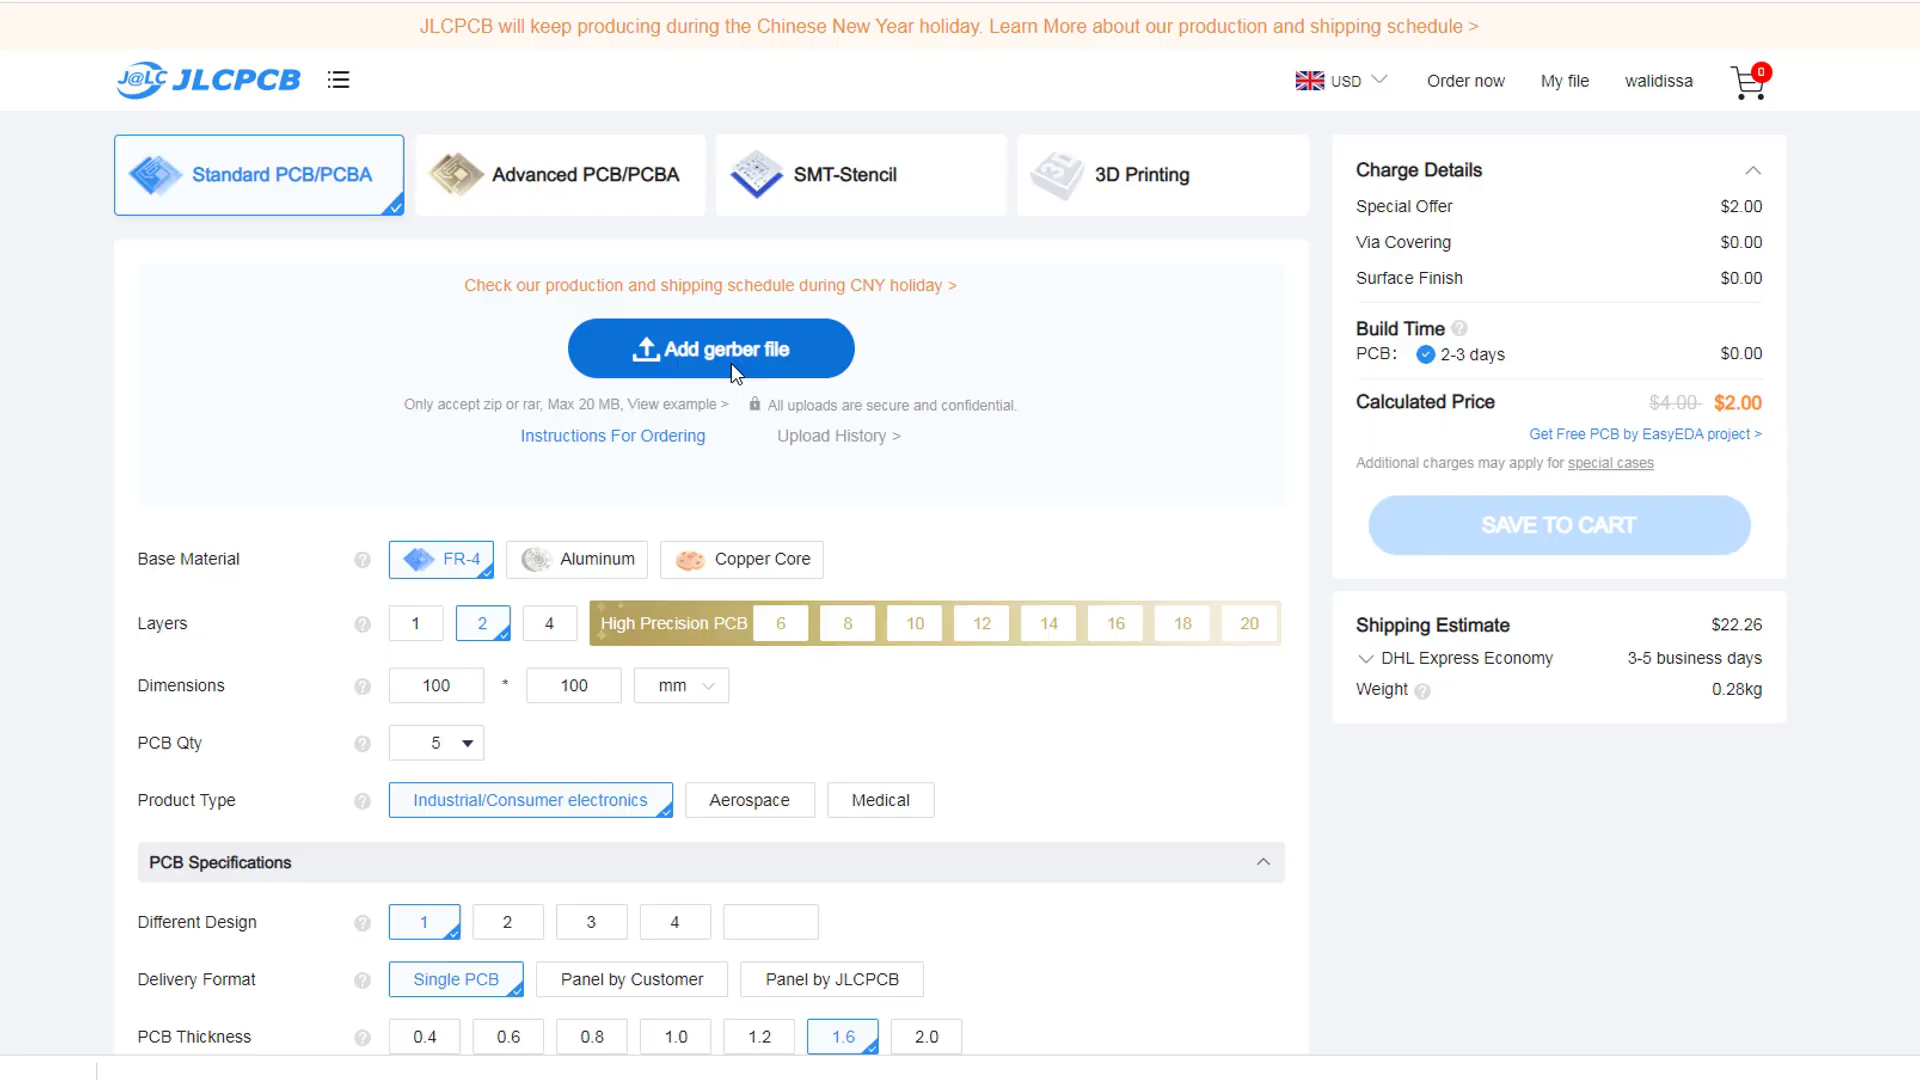 JLCPCB will keep producing during the Chinese New Year holiday. Learn More about our production and shipping schedule >
J@LC JLCPCB
USD
Order now
My file
walidissa
0
Standard PCB/PCBA
Advanced PCB/PCBA
SMT-Stencil
3D Printing
Check our production and shipping schedule during CNY holiday >
Add gerber file
Only accept zip or rar, Max 20 MB, View example >
All uploads are secure and confidential.
Instructions For Ordering
Upload History >
Base Material ? FR-4 Aluminum Copper Core
Layers ? 1 2 4 High Precision PCB 6 8 10 12 14 16 18 20
Dimensions ? 100 * 100 mm
PCB Qty ? 5
Product Type ? Industrial/Consumer electronics Aerospace Medical
PCB Specifications
Different Design ? 1 2 3 4
Delivery Format ? Single PCB Panel by Customer Panel by JLCPCB
PCB Thickness ? 0.4 0.6 0.8 1.0 1.2 1.6 2.0
Charge Details
Special Offer $2.00
Via Covering $0.00
Surface Finish $0.00
Build Time ?
PCB: 2-3 days $0.00
Calculated Price $4.00 $2.00
Get Free PCB by EasyEDA project >
Additional charges may apply for special cases
SAVE TO CART
Shipping Estimate $22.26
DHL Express Economy 3-5 business days
Weight ? 0.28kg